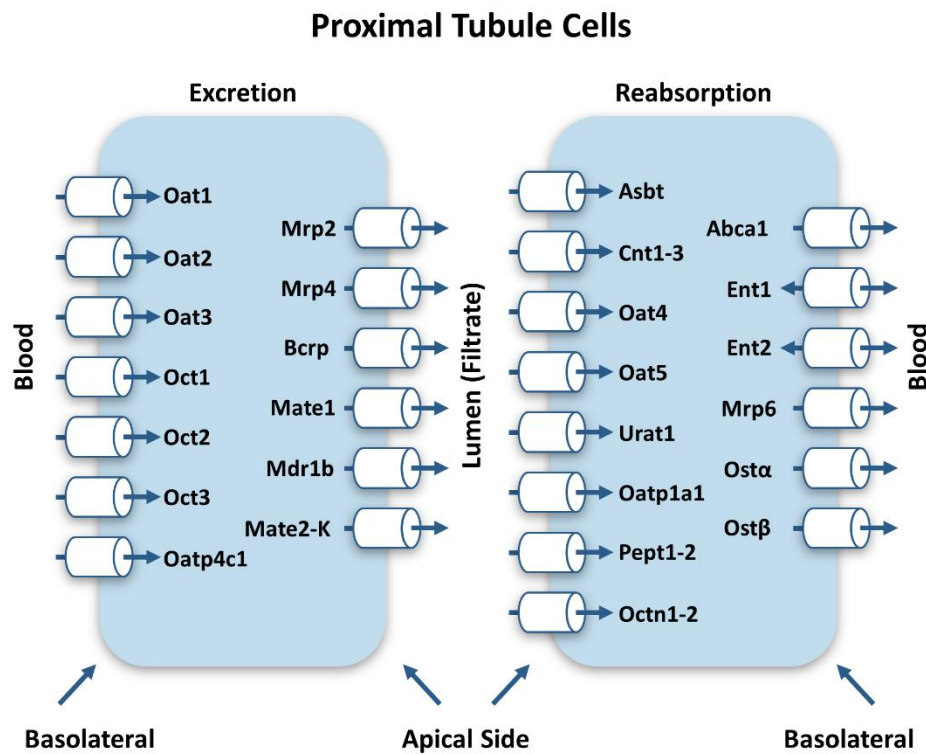 Proximal Tubule Cells
Excretion
Reabsorption
Blood
Oat1
Oat2
Oat3
Oct1
Oct2
Oct3
Oatp4c1
Mrp2
Mrp4
Bcrp
Mate1
Mdr1b
Mate2-K
Lumen (Filtrate)
Asbt
Cnt1-3
Oat4
Oat5
Urat1
Oatp1a1
Pept1-2
Octn1-2
Abca1
Ent1
Ent2
Mrp6
Ostα
Ostβ
Blood
Basolateral
Apical Side
Basolateral